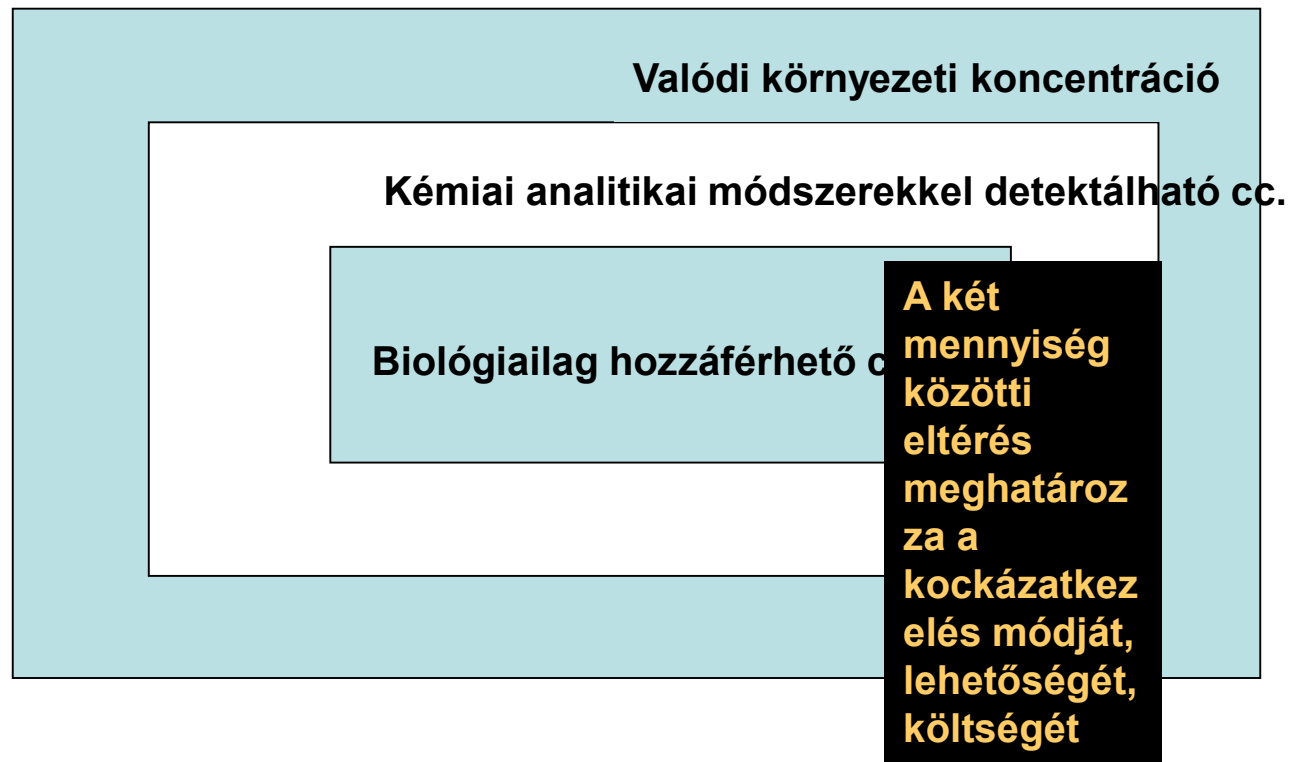 Valódi környezeti koncentráció
Kémiai analitikai módszerekkel detektálható cc.
Biológiailag hozzáférhető
A két
mennyiség
közötti
eltérés
meghatároz
za a
kockázatkez
elés módját,
lehetőségét,
költségét